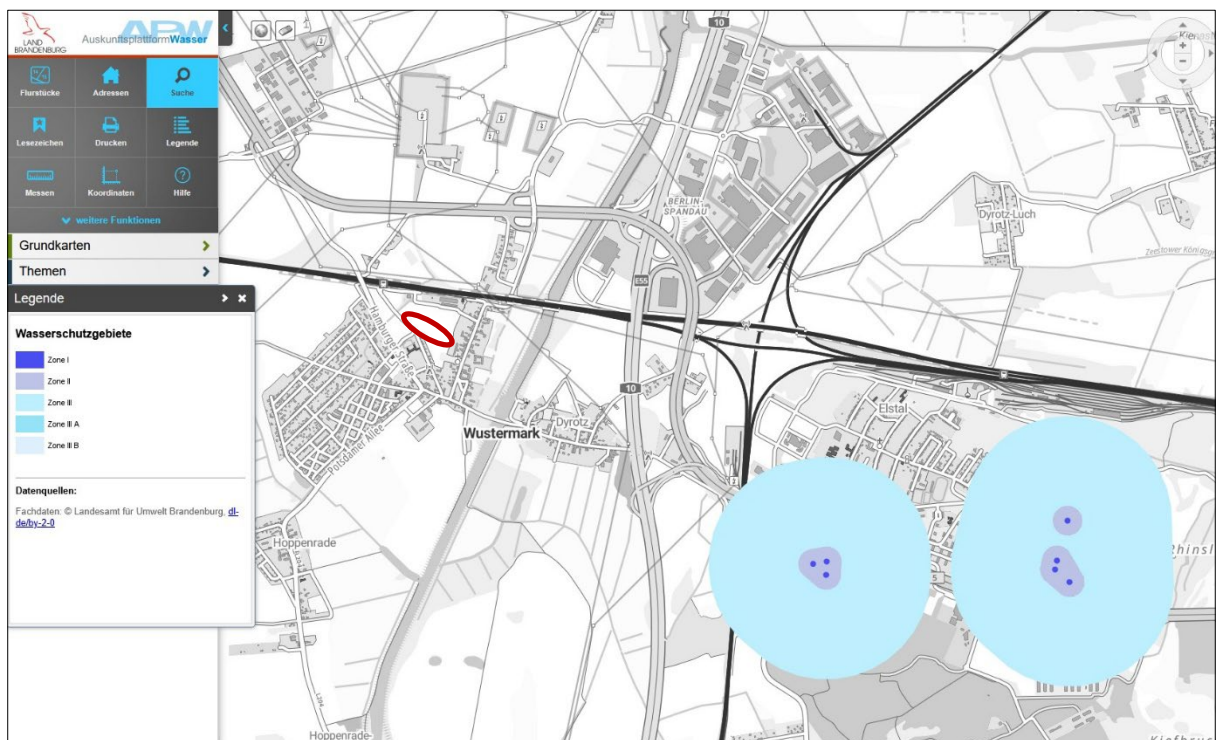 LAND
BRANDENBURG
APW
AuskunftsplattformWasser
Flurstücke
Adressen
Suche
Lesezeichen
Drucken
Legende
Messen
Koordinaten
Hilfe
weitere Funktionen
Grundkarten
Themen
Legende
Wasserschutzgebiete
Zone I
Zone II
Zone III
Zone III A
Zone III B
Datenquellen:
Fachdaten: © Landesamt für Umwelt Brandenburg, dl-
de/by-2-0
10
BERLIN-
SPANDAU
Dyrotz-Luch
E55
Hamburger Straße
10
Elstal
Dyrotz
Wustermark
Potsdamer Allee
Hoppenrade
5
Hoppenrade-